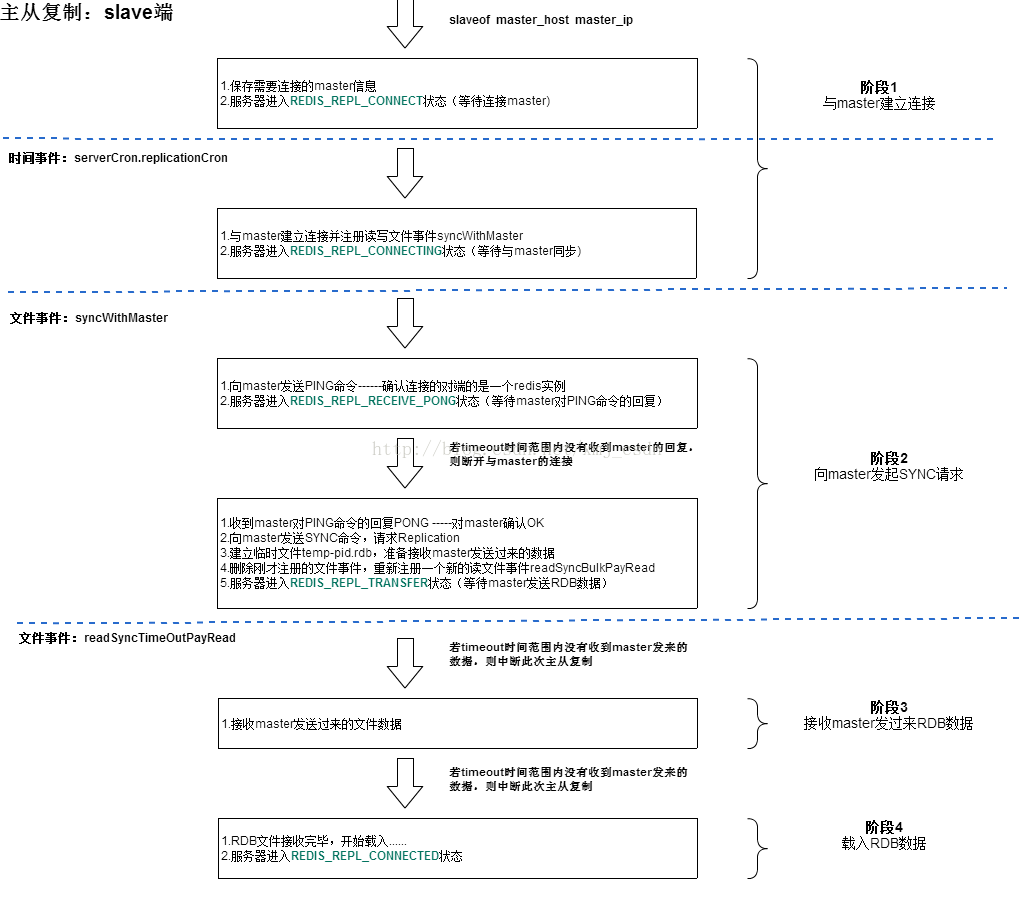 主从复制：slave端
slaveof master_host master_ip
1.保存需要连接的master信息
2.服务器进入REDIS_REPL_CONNECT状态（等待连接master）
阶段1
与master建立连接
时间事件：serverCron.replicationCron
1.与master建立连接并注册读写文件事件syncWithMaster
2.服务器进入REDIS_REPL_CONNECTING状态（等待与master同步）
文件事件：syncWithMaster
1.向master发送PING命令------确认连接的对端的是一个redis实例
2.服务器进入REDIS_REPL_RECEIVE_PONG状态（等待master对PING命令的回复）
若timeout时间范围内没有收到master的回复，
则断开与master的连接
阶段2
向master发起SYNC请求
1.收到master对PING命令的回复PONG -----对master确认OK
2.向master发送SYNC命令，请求Replication
3.建立临时文件temp-pid.rdb，准备接收master发送过来的数据
4.删除刚才注册的文件事件，重新注册一个新的读文件事件readSyncBulkPayRead
5.服务器进入REDIS_REPL_TRANSFER状态（等待master发送RDB数据）
文件事件：readSyncTimeOutPayRead
若timeout时间范围内没有收到master发来的
数据，则中断此次主从复制
1.接收master发送过来的文件数据
阶段3
接收master发过来RDB数据
若timeout时间范围内没有收到master发来的
数据，则中断此次主从复制
1.RDB文件接收完毕，开始载入......
2.服务器进入REDIS_REPL_CONNECTED状态
阶段4
载入RDB数据